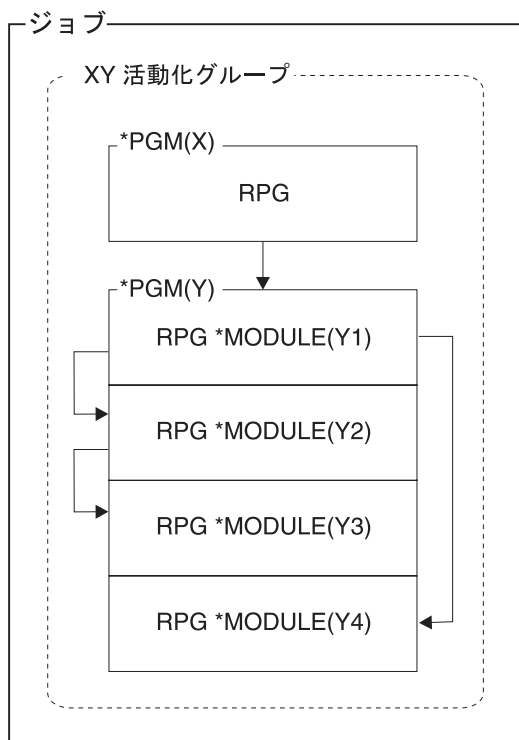 ジョブ
XY 活動化グループ
*PGM(X)
RPG
*PGM(Y)
RPG *MODULE(Y1)
RPG *MODULE(Y2)
RPG *MODULE(Y3)
RPG *MODULE(Y4)